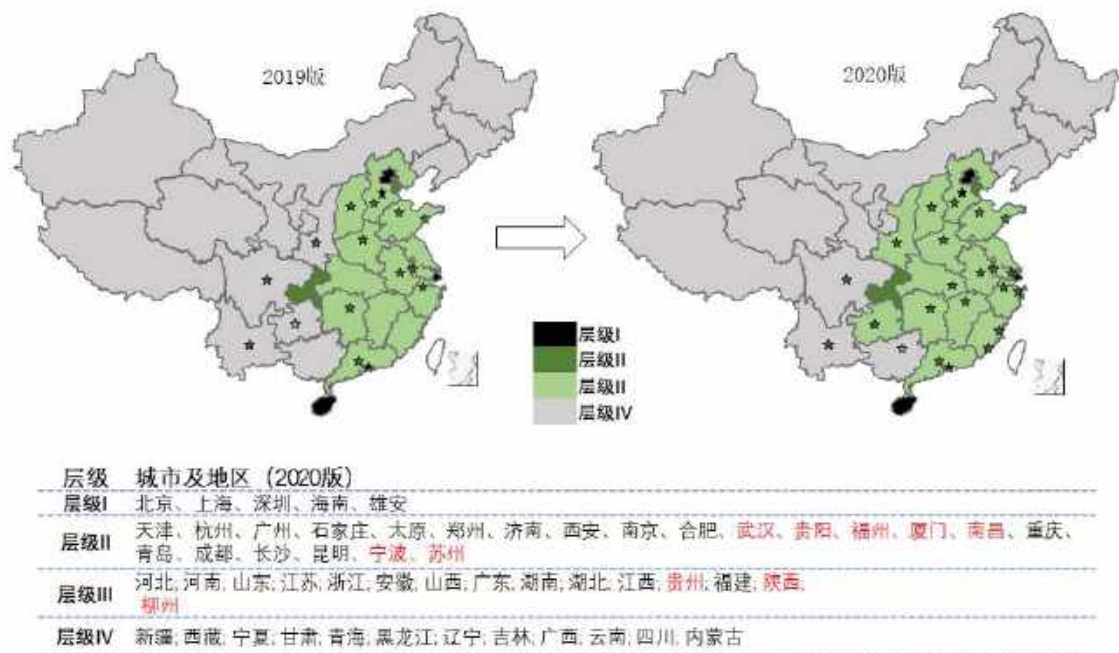 2019版
2020版
层级I
层级II
层级II
层级IV
层级 城市及地区（2020版）
层级I 北京、上海、深圳、海南、雄安
层级II 天津、杭州、广州、石家庄、太原、郑州、济南、西安、南京、合肥、武汉、贵阳、福州、厦门、南昌、重庆、
青岛、成都、长沙、昆明、宁波、苏州
层级III 河北, 河南, 山东, 江苏, 浙江, 安徽, 山西, 广东, 湖南, 湖北, 江西, 贵州, 福建, 陕西,
柳州
层级IV 新疆, 西藏, 宁夏, 甘肃, 青海, 黑龙江, 辽宁, 吉林, 广西, 云南, 四川, 内蒙古